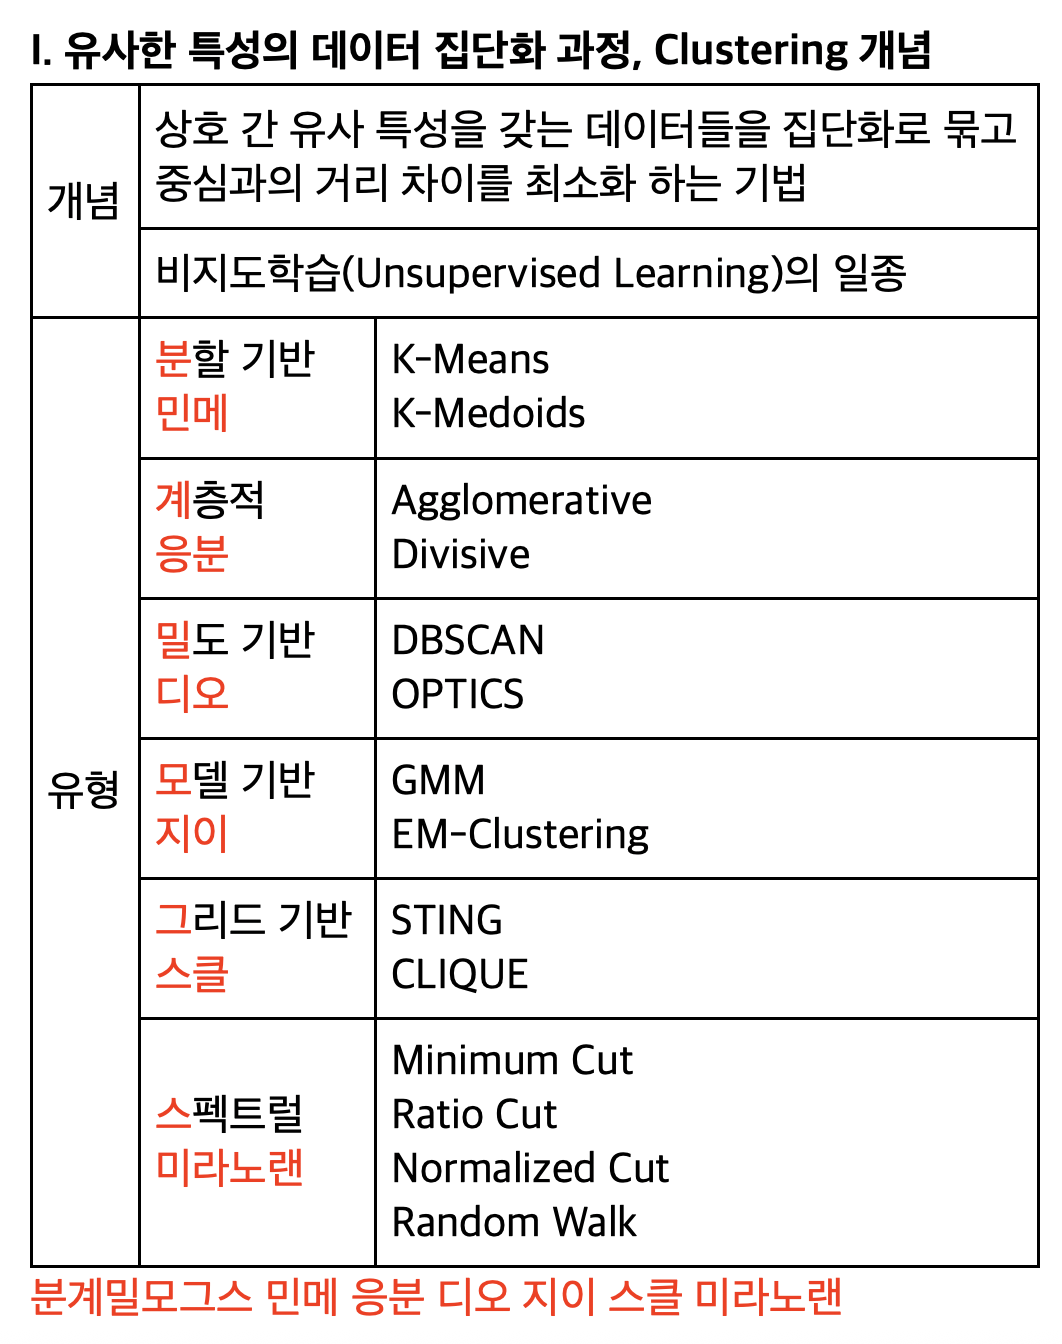 I. 유사한 특성의 데이터 집단화 과정, Clustering 개념
개념
상호 간 유사 특성을 갖는 데이터들을 집단화로 묶고
중심과의 거리 차이를 최소화 하는 기법
비지도학습(Unsupervised Learning)의 일종
유형
분할 기반
민메
K-Means
K-Medoids
계층적
응분
Agglomerative
Divisive
밀도 기반
디오
DBSCAN
OPTICS
모델 기반
지이
GMM
EM-Clustering
그리드 기반
스클
STING
CLIQUE
스펙트럴
미라노랜
Minimum Cut
Ratio Cut
Normalized Cut
Random Walk
분계밀모그스 민메 응분 디오 지이 스클 미라노랜